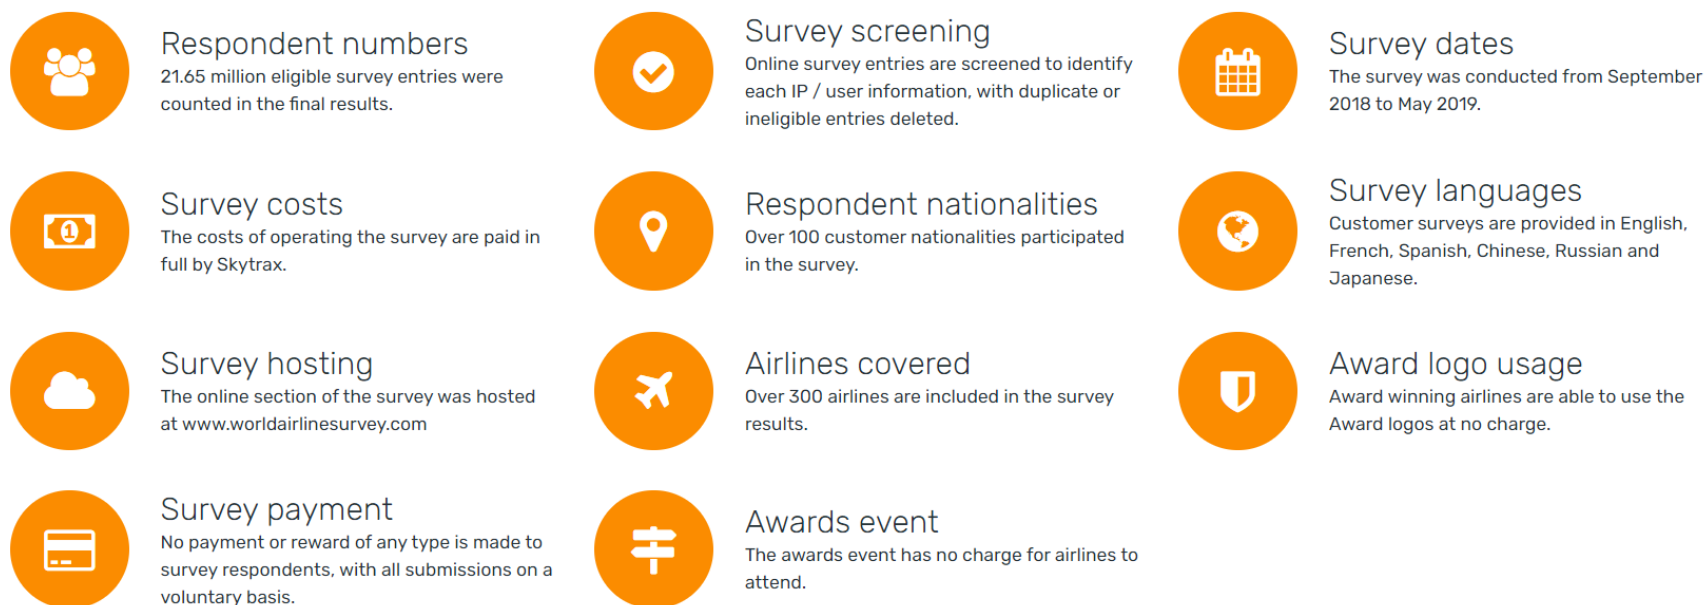 Respondent numbers
21.65 million eligible survey entries were
counted in the final results.
Survey screening
Online survey entries are screened to identify
each IP / user information, with duplicate or
ineligible entries deleted.
Survey dates
The survey was conducted from September
2018 to May 2019.
1
Survey costs
The costs of operating the survey are paid in
full by Skytrax.
Respondent nationalities
Over 100 customer nationalities participated
in the survey.
Survey languages
Customer surveys are provided in English,
French, Spanish, Chinese, Russian and
Japanese.
Survey hosting
The online section of the survey was hosted
at www.worldairlinesurvey.com
Airlines covered
Over 300 airlines are included in the survey
results.
Award logo usage
Award winning airlines are able to use the
Award logos at no charge.
Survey payment
No payment or reward of any type is made to
survey respondents, with all submissions on a
voluntary basis.
Awards event
The awards event has no charge for airlines to
attend.